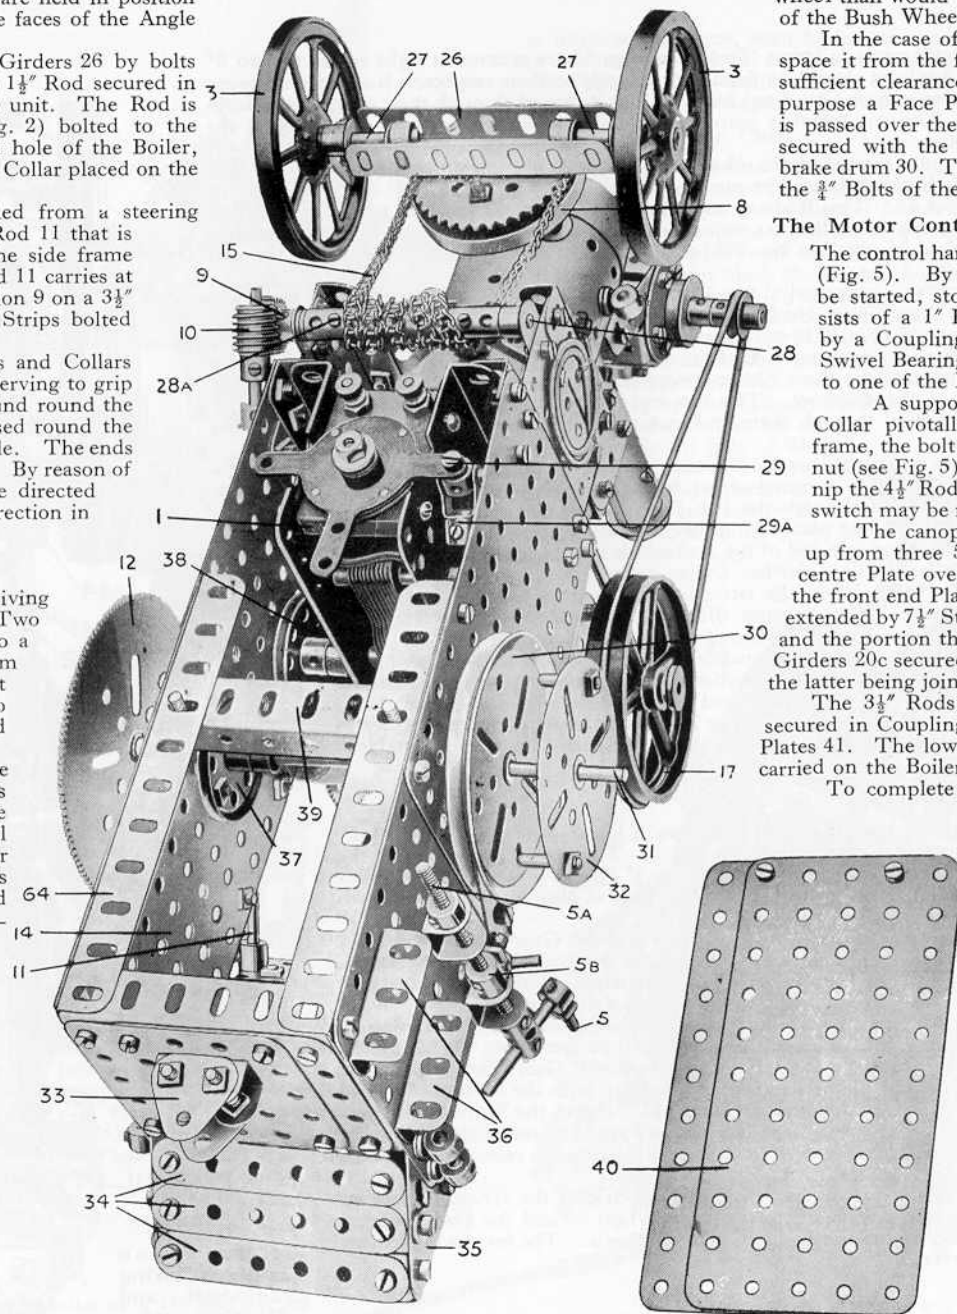 are held in position
e faces of the Angle
Girders 26 by bolts
1½″ Rod secured in
unit. The Rod is
g. 2) bolted to the
hole of the Boiler,
Collar placed on the
ed from a steering
Rod 11 that is
he side frame
d 11 carries at
on 9 on a 3½″
Strips bolted
s and Collars
erving to grip
und round the
sed round the
le. The ends
By reason of
e directed
rection in
iving
Two
o a
m
t
o
d
e
s
e
l
r
s
d
-
wheel than would
of the Bush Whee
In the case of
space it from the f
sufficient clearance
purpose a Face P
is passed over the
secured with the
brake drum 30. T
the ¾″ Bolts of the
The Motor Cont
The control han
(Fig. 5). By
be started, sto
sists of a 1″ R
by a Coupling
Swivel Bearing
to one of the
A suppo
Collar pivotall
frame, the bolt
nut (see Fig. 5)
nip the 4½″ Rod
switch may be
The canop
up from three 5
centre Plate ove
the front end Pla
extended by 7½″ St
and the portion th
Girders 20c secured
the latter being join
The 3½″ Rods
secured in Coupling
Plates 41. The low
carried on the Boiler
To complete
3
27
26
27
3
8
15
9
10
28A
28
29
1
29A
38
12
30
39
17
37
31
32
64
5A
14
5B
11
5
33
36
40
34
35